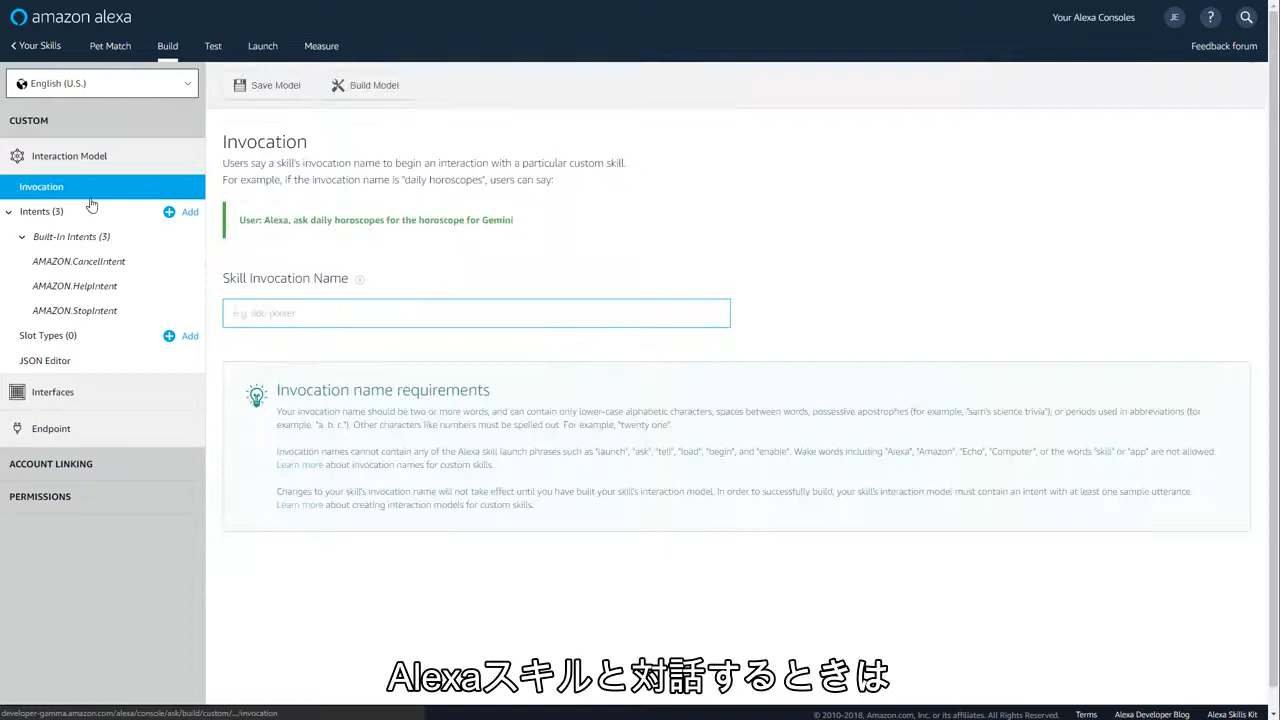 amazon alexa
Your Alexa Consoles
JE
?
Your Skills
Pet Match
Build
Test
Launch
Measure
Feedback forum
English (U.S.)
Save Model
Build Model
CUSTOM
Interaction Model
Invocation
Intents (3)
Add
Built-In Intents (3)
AMAZON.CancelIntent
AMAZON.HelpIntent
AMAZON.StopIntent
Slot Types (0)
Add
JSON Editor
Interfaces
Endpoint
ACCOUNT LINKING
PERMISSIONS
Invocation
Users say a skill's invocation name to begin an interaction with a particular custom skill.
For example, if the invocation name is "daily horoscopes", users can say:
User: Alexa, ask daily horoscopes for the horoscope for Gemini
Skill Invocation Name
Invocation name requirements
Your invocation name should be two or more words, and can contain only lower-case alphabetic characters, spaces between words, possessive apostrophes (for example, "sam's science trivia"), or periods used in abbreviations (for
example, "a. b. c."). Other characters like numbers must be spelled out. For example, "twenty one".
Invocation names cannot contain any of the Alexa skill launch phrases such as "launch", "ask", "tell", "load", "begin", and "enable". Wake words including "Alexa", "Amazon", "Echo", "Computer", or the words "skill" or "app" are not allowed.
Learn more about invocation names for custom skills.
Changes to your skill's invocation name will not take effect until you have built your skill's interaction model. In order to successfully build, your skill's interaction model must contain an intent with at least one sample utterance.
Learn more about creating interaction models for custom skills.
Alexaスキルと対話するときは
developer-gamma.amazon.com/alexa/console/ask/build/custom/.../invocation
© 2010-2018, Amazon.com, Inc. or its affiliates. All Rights Reserved.
Terms
Alexa Developer Blog
Alexa Skills Kit